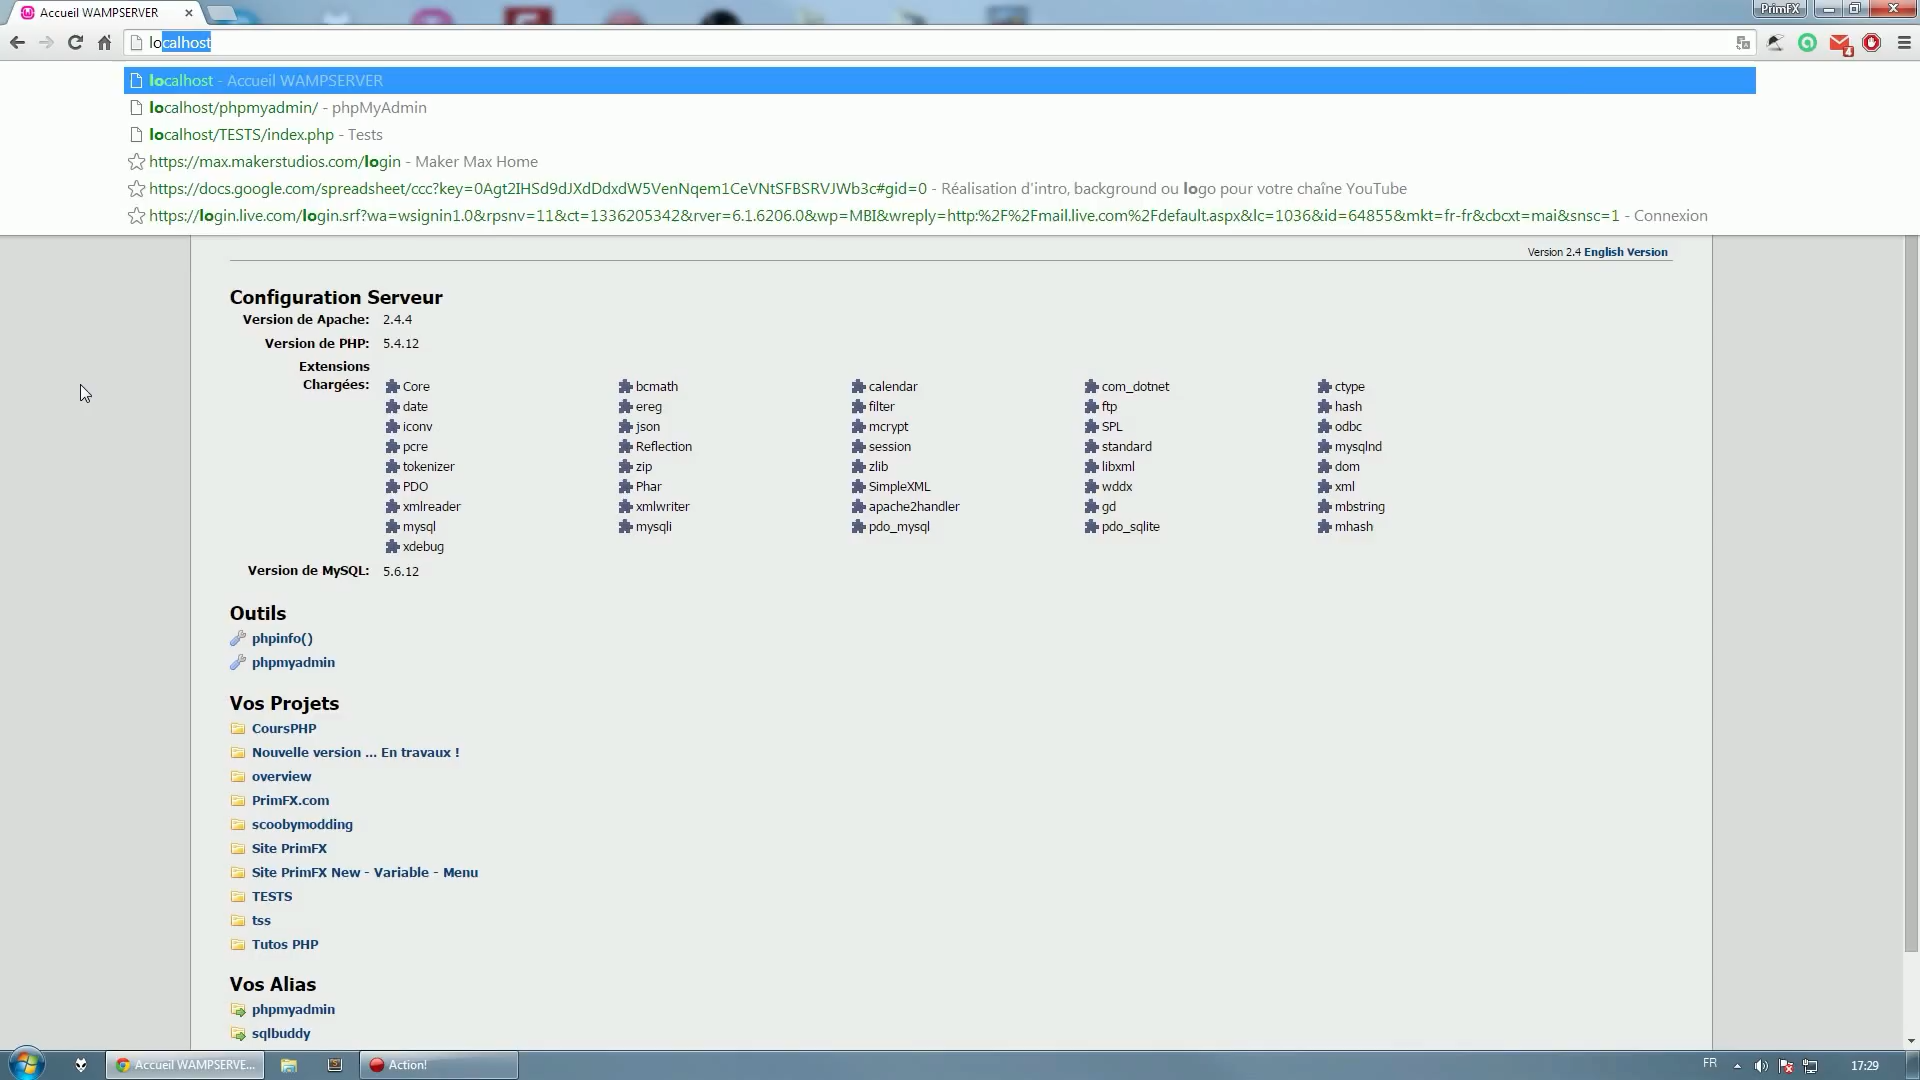 Accueil WAMPSERVER
PrimFX
localhost
4
localhost - Accueil WAMPSERVER
localhost/phpmyadmin/ - phpMyAdmin
localhost/TESTS/index.php - Tests
https://max.makerstudios.com/login - Maker Max Home
https://docs.google.com/spreadsheet/ccc?key=0Agt2IHSd9dJXdDdxdW5VenNqem1CeVNtSFBSRVJWb3c#gid=0 - Réalisation d'intro, background ou logo pour votre chaîne YouTube
https://login.live.com/login.srf?wa=wsignin1.0&rpsnv=11&ct=1336205342&rver=6.1.6206.0&wp=MBI&wreply=http:%2F%2Fmail.live.com%2Fdefault.aspx&lc=1036&id=64855&mkt=fr-fr&cbcxt=mai&snsc=1 - Connexion
Version 2.4 English Version
Configuration Serveur
Version de Apache: 2.4.4
Version de PHP: 5.4.12
Extensions
Chargées:
Core bcmath calendar com_dotnet ctype
date ereg filter ftp hash
iconv json mcrypt SPL odbc
pcre Reflection session standard mysqlnd
tokenizer zip zlib libxml dom
PDO Phar SimpleXML wddx xml
xmlreader xmlwriter apache2handler gd mbstring
mysql mysqli pdo_mysql pdo_sqlite mhash
xdebug
Version de MySQL: 5.6.12
Outils
phpinfo()
phpmyadmin
Vos Projets
CoursPHP
Nouvelle version ... En travaux !
overview
PrimFX.com
scoobymodding
Site PrimFX
Site PrimFX New - Variable - Menu
TESTS
tss
Tutos PHP
Vos Alias
phpmyadmin
sqlbuddy
Accueil WAMPSERVE...
Action!
FR
17:29